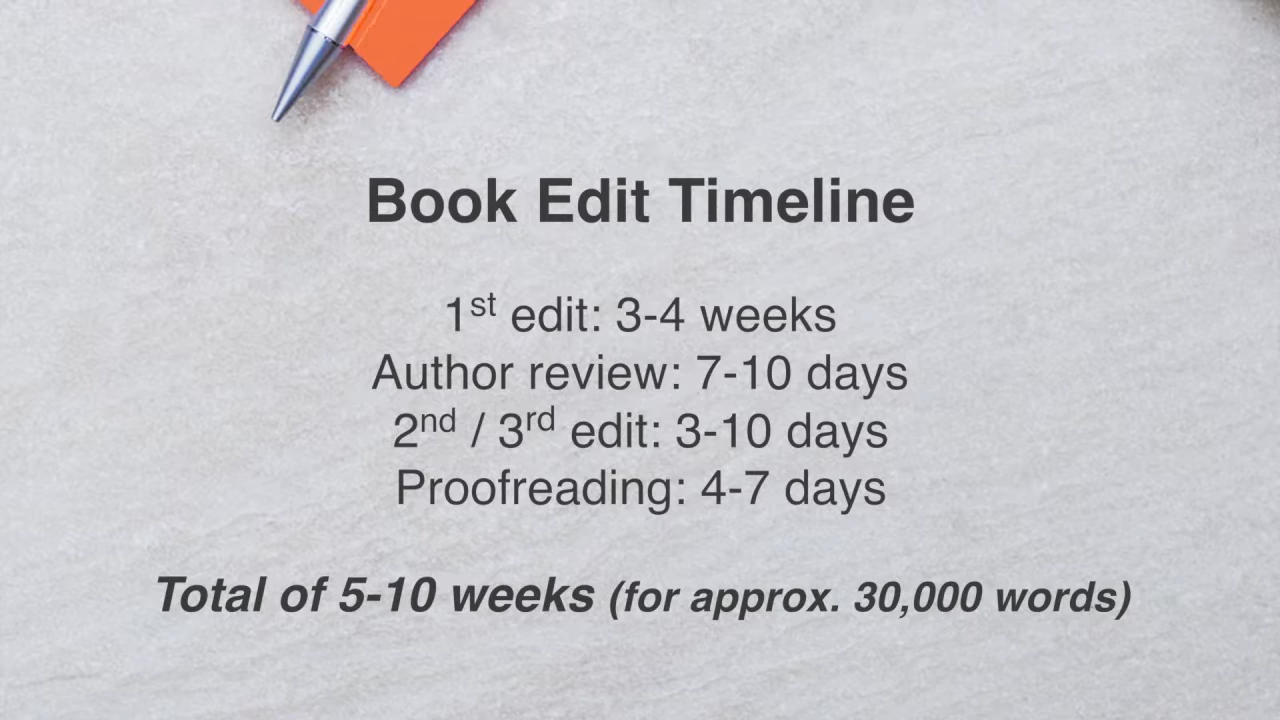 Book Edit Timeline
1st edit: 3-4 weeks
Author review: 7-10 days
2nd / 3rd edit: 3-10 days
Proofreading: 4-7 days
Total of 5-10 weeks (for approx. 30,000 words)